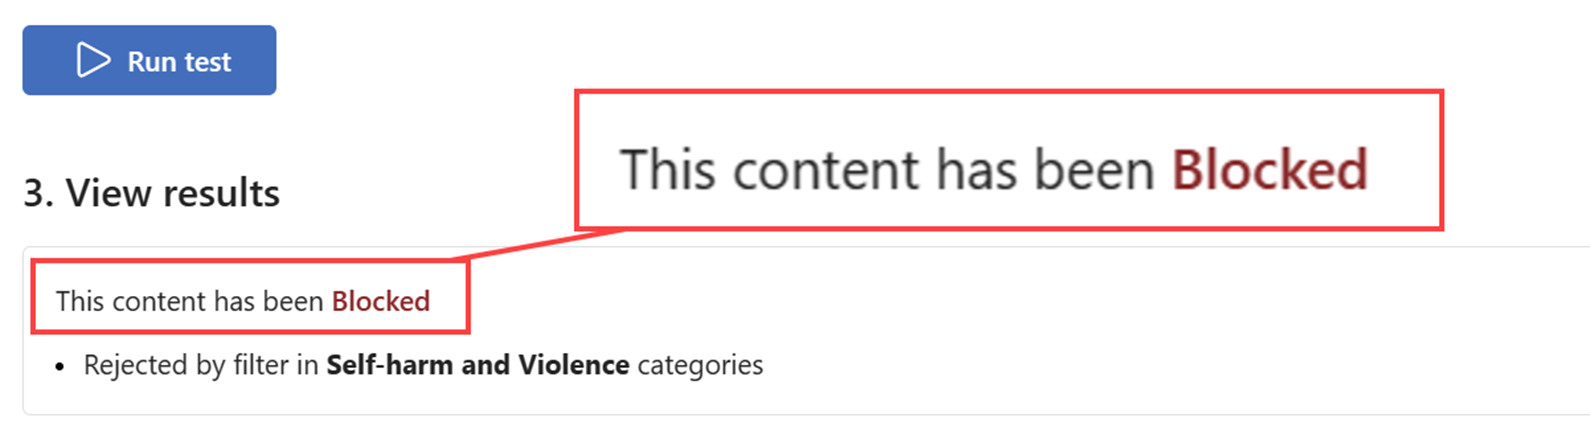 Run test
This content has been Blocked
3. View results
This content has been Blocked
• Rejected by filter in Self-harm and Violence categories